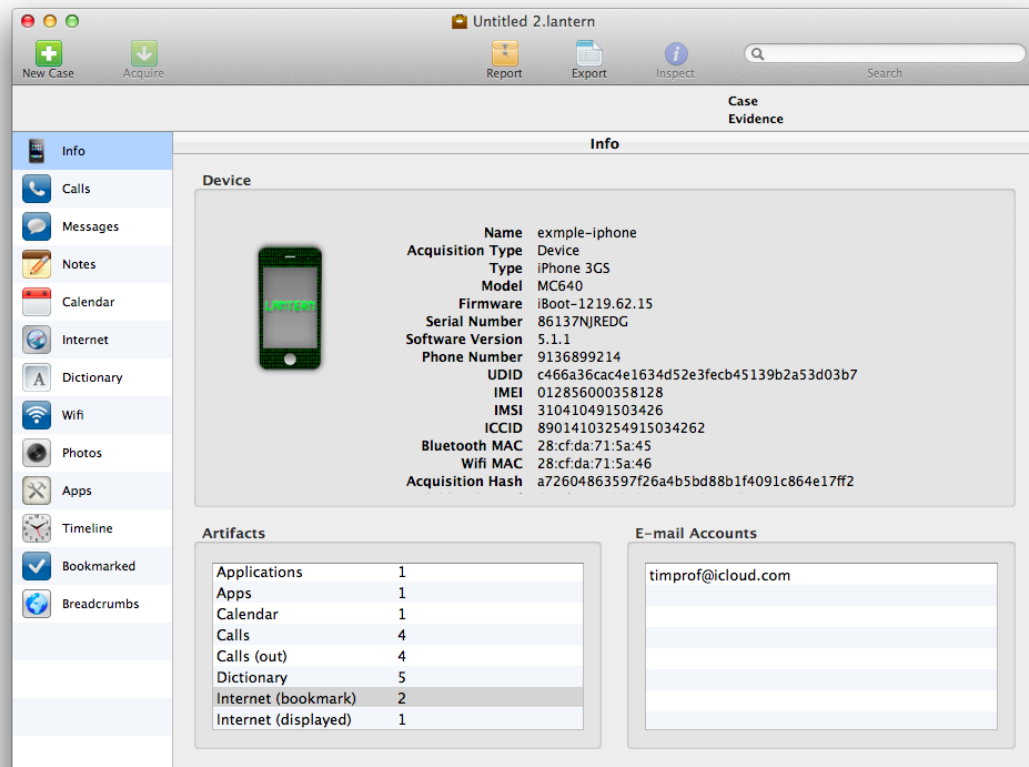 Untitled 2.lantern
New Case
Acquire
Report
Export
Inspect
Search
Case
Evidence
Info
Info
Calls
Messages
Notes
Calendar
Internet
Dictionary
Wifi
Photos
Apps
Timeline
Bookmarked
Breadcrumbs
Device
LANTERN
Name exmple-iphone
Acquisition Type Device
Type iPhone 3GS
Model MC640
Firmware iBoot-1219.62.15
Serial Number 86137NJREDG
Software Version 5.1.1
Phone Number 9136899214
UDID c466a36cac4e1634d52e3fecb45139b2a53d03b7
IMEI 012856000358128
IMSI 310410491503426
ICCID 89014103254915034262
Bluetooth MAC 28:cf:da:71:5a:45
Wifi MAC 28:cf:da:71:5a:46
Acquisition Hash a72604863597f26a4b5bd88b1f4091c864e17ff2
Artifacts
Applications 1
Apps 1
Calendar 1
Calls 4
Calls (out) 4
Dictionary 5
Internet (bookmark) 2
Internet (displayed) 1
E-mail Accounts
timprof@icloud.com